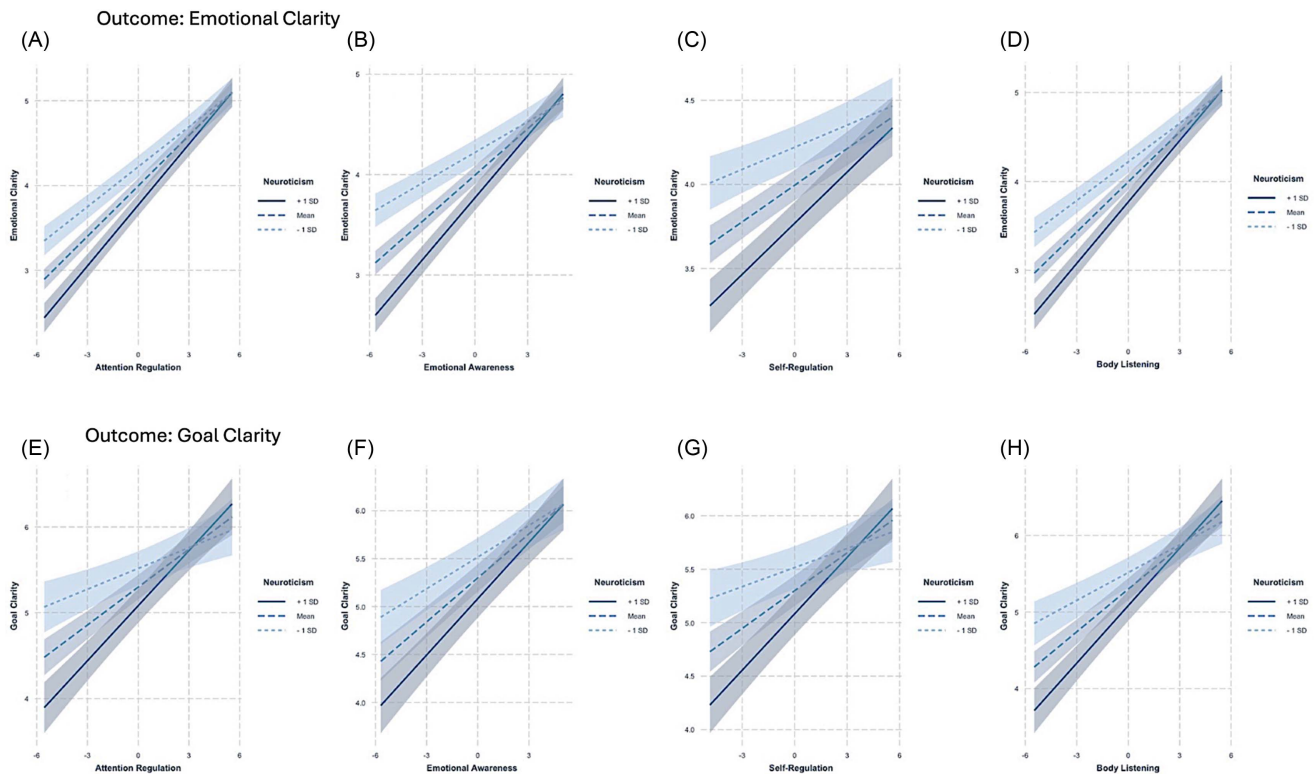 Outcome: Emotional Clarity
(A)
5
4
3
Emotional Clarity
-6 -3 0 3 6
Attention Regulation
Neuroticism
+ 1 SD
Mean
- 1 SD
(B)
5
4
3
Emotional Clarity
-6 -3 0 3
Emotional Awareness
Neuroticism
+ 1 SD
Mean
- 1 SD
(C)
4.5
4.0
3.5
Emotional Clarity
-3 0 3 6
Self-Regulation
Neuroticism
+ 1 SD
Mean
- 1 SD
(D)
5
4
3
Emotional Clarity
-6 -3 0 3 6
Body Listening
Neuroticism
+ 1 SD
Mean
- 1 SD
Outcome: Goal Clarity
(E)
6
5
4
Goal Clarity
-6 -3 0 3 6
Attention Regulation
Neuroticism
+ 1 SD
Mean
- 1 SD
(F)
6.0
5.5
5.0
4.5
4.0
Goal Clarity
-6 -3 0 3
Emotional Awareness
Neuroticism
+ 1 SD
Mean
- 1 SD
(G)
6.0
5.5
5.0
4.5
4.0
Goal Clarity
-3 0 3 6
Self-Regulation
Neuroticism
+ 1 SD
Mean
- 1 SD
(H)
6
5
4
Goal Clarity
-6 -3 0 3 6
Body Listening
Neuroticism
+ 1 SD
Mean
- 1 SD